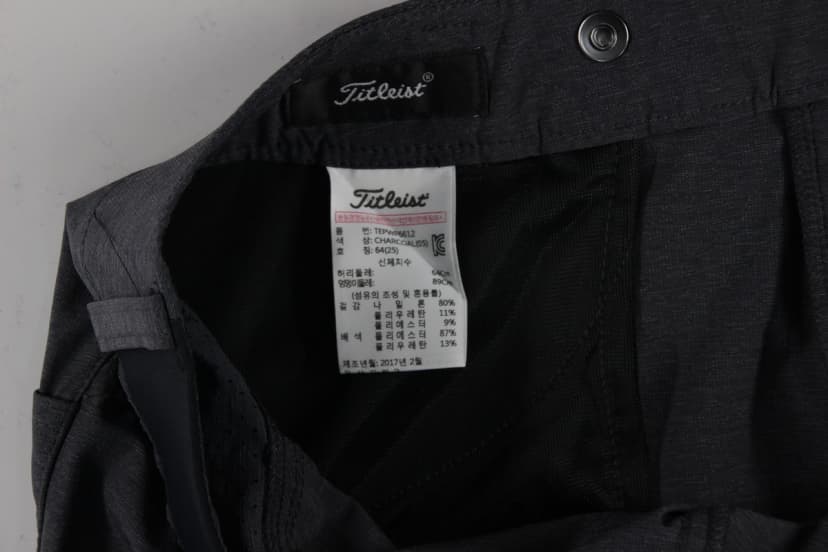 Titleist®
Titleist®
품 번: TEPW06612
색 상: CHARCOAL(55)
호 칭: 64(25)
신체치수
허리둘레: 64Cm
엉덩이둘레: 89Cm
(섬유의 조성 및 혼용률)
겉감 나 일 론 80%
폴리우레탄 11%
폴리에스터 9%
배색 폴리에스터 87%
폴리우레탄 13%
제조년월: 2017년 2월